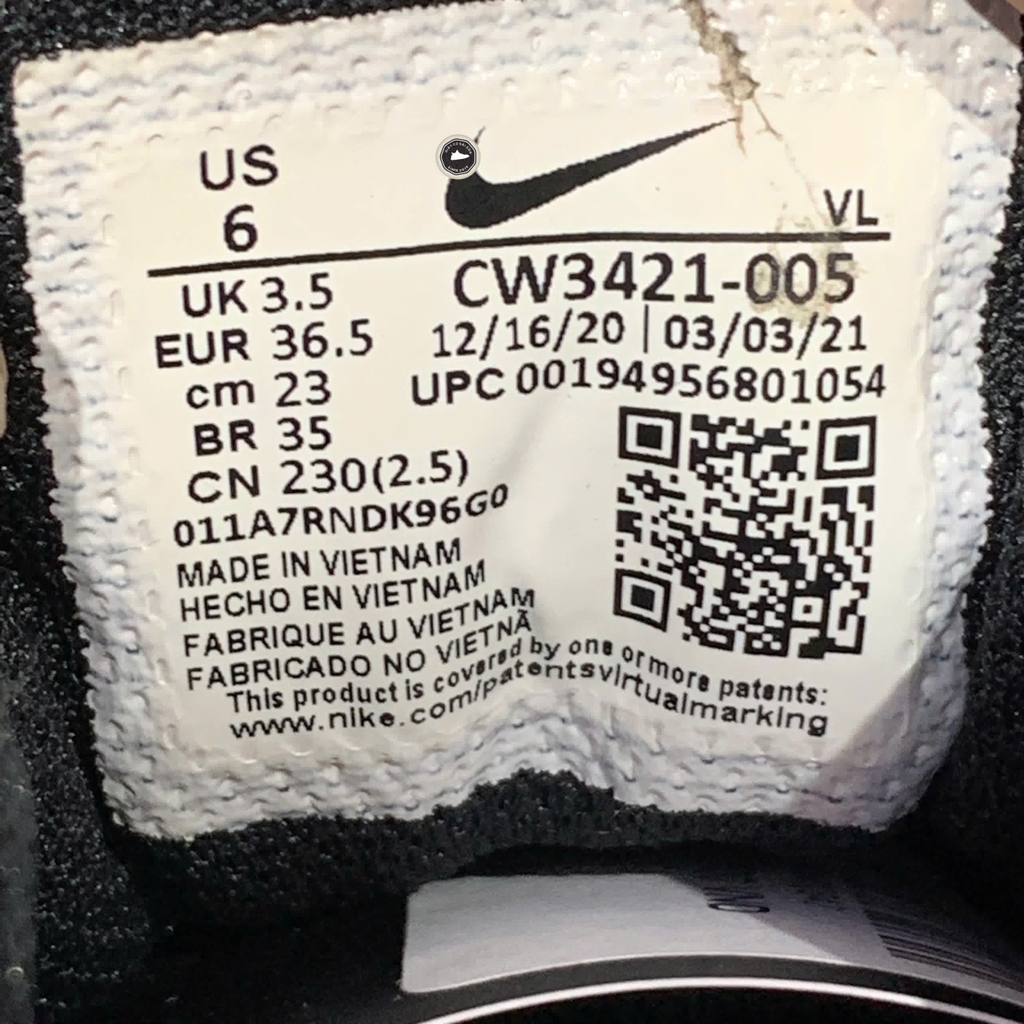 US
6
VL
UK 3.5
EUR 36.5
cm 23
BR 35
CN 230(2.5)
CW3421-005
12/16/20 | 03/03/21
UPC 00194956801054
011A7RNDK96G0
MADE IN VIETNAM
HECHO EN VIETNAM
FABRIQUE AU VIETNAM
FABRICADO NO VIETNÃ
This product is covered by one or more patents:
www.nike.com/patentsvirtualmarking